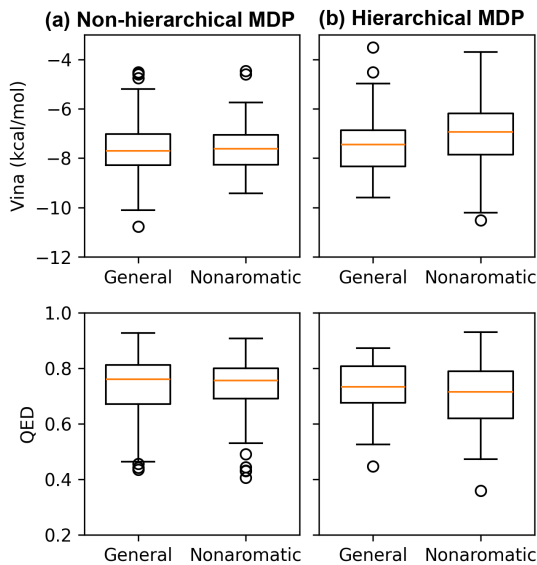 (a) Non-hierarchical MDP (b) Hierarchical MDP
Vina (kcal/mol)
−4
−6
−8
−10
−12
General Nonaromatic General Nonaromatic
QED
1.0
0.8
0.6
0.4
0.2
General Nonaromatic General Nonaromatic